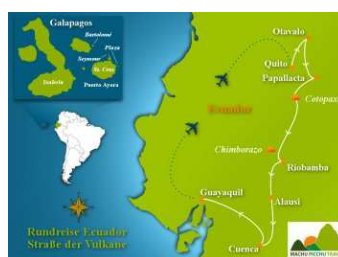 Galapagos
Bartolomé
Plaza
Seymour
St. Cruz
Isabela
Puerto Ayora
Otavalo
Quito
Papallacta
Ecuador
Cotopaxi
Chimborazo
Riobamba
Guayaquil
Alausi
Rundreise Ecuador
Straße der Vulkane
Cuenca
MACHU PICCHU TRAVEL